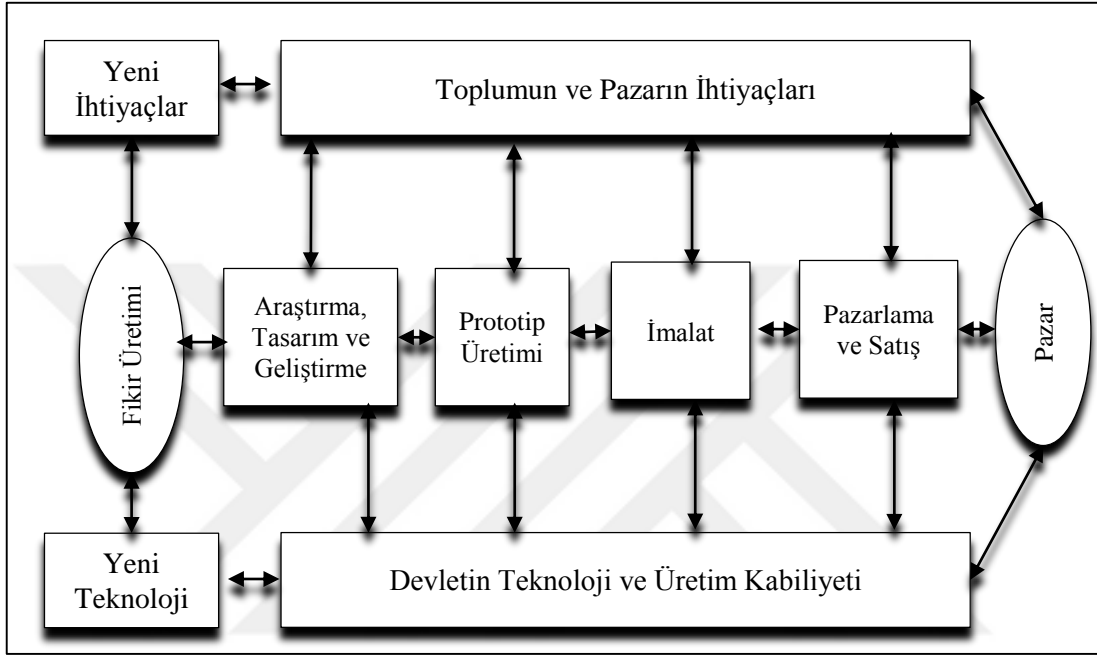 Yeni
İhtiyaçlar
Toplumun ve Pazarın İhtiyaçları
Fikir Üretimi
Araştırma,
Tasarım ve
Geliştirme
Prototip
Üretimi
İmalat
Pazarlama
ve Satış
Pazar
Yeni
Teknoloji
Devletin Teknoloji ve Üretim Kabiliyeti